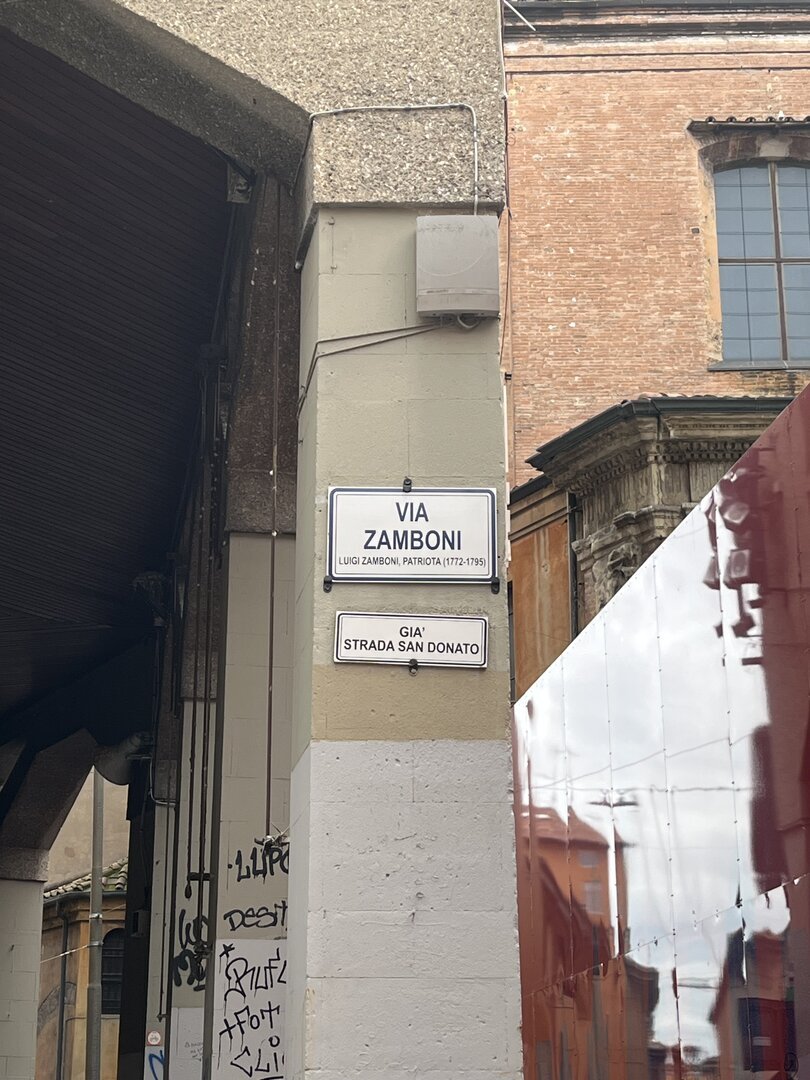 VIA
ZAMBONI
LUIGI ZAMBONI, PATRIOTA (1772-1795)
GIA'
STRADA SAN DONATO